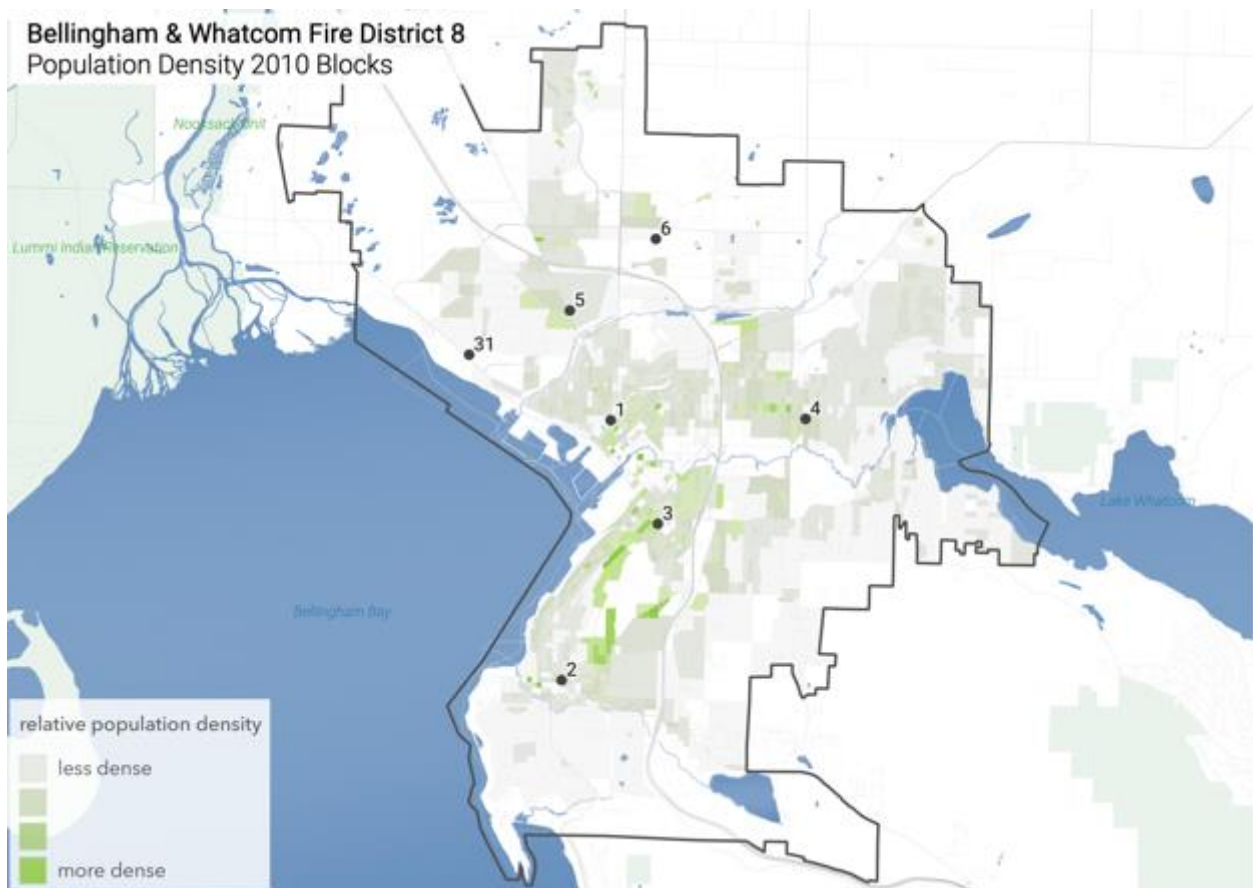 Bellingham & Whatcom Fire District 8
Population Density 2010 Blocks
Nooksack Unit
Lummi Indian Reservation
6
5
31
1
4
3
Lake Whatcom
Bellingham Bay
2
relative population density
less dense
more dense